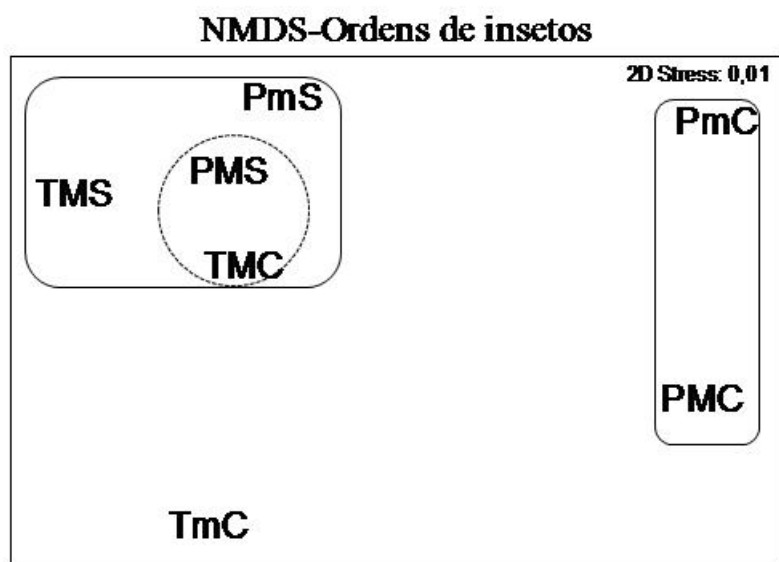 NMDS-Ordens de insetos
2D Stress: 0,01
PmS
PmC
PMS
TMS
TMC
PMC
TmC